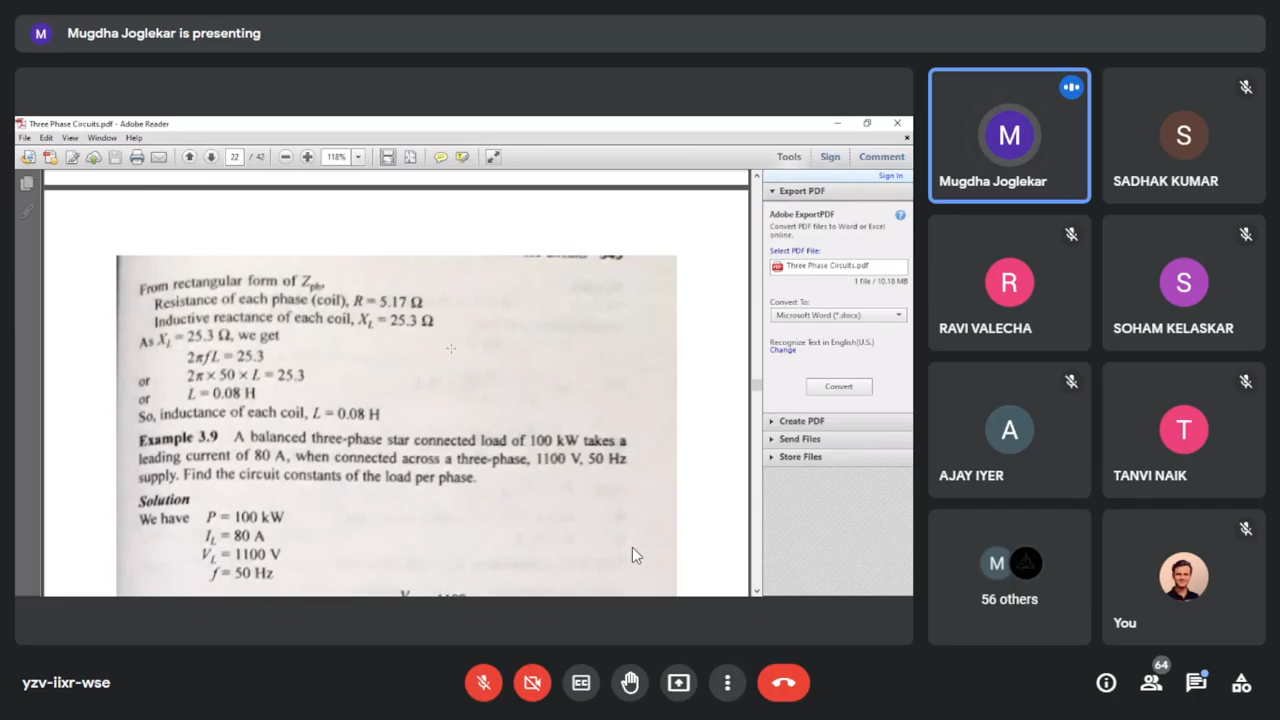 M
Mugdha Joglekar is presenting
Three Phase Circuits.pdf - Adobe Reader
File Edit View Window Help
22 / 42 118% Tools Sign Comment
Sign In
Export PDF
Adobe ExportPDF
Convert PDF files to Word or Excel online.
Select PDF File:
Three Phase Circuits.pdf
1 file / 10.16 MB
Convert To:
Microsoft Word (*.docx)
Recognize Text in English(U.S.)
Change
Convert
Create PDF
Send Files
Store Files
From rectangular form of Zph,
Resistance of each phase (coil), R = 5.17 Ω
Inductive reactance of each coil, XL = 25.3 Ω
As XL = 25.3 Ω, we get
2πfL = 25.3
or 2π × 50 × L = 25.3
or L = 0.08 H
So, inductance of each coil, L = 0.08 H
Example 3.9 A balanced three-phase star connected load of 100 kW takes a
leading current of 80 A, when connected across a three-phase, 1100 V, 50 Hz
supply. Find the circuit constants of the load per phase.
Solution
We have P = 100 kW
IL = 80 A
VL = 1100 V
f = 50 Hz
M
Mugdha Joglekar
S
SADHAK KUMAR
R
RAVI VALECHA
S
SOHAM KELASKAR
A
AJAY IYER
T
TANVI NAIK
M
56 others
You
yzv-iixr-wse
64